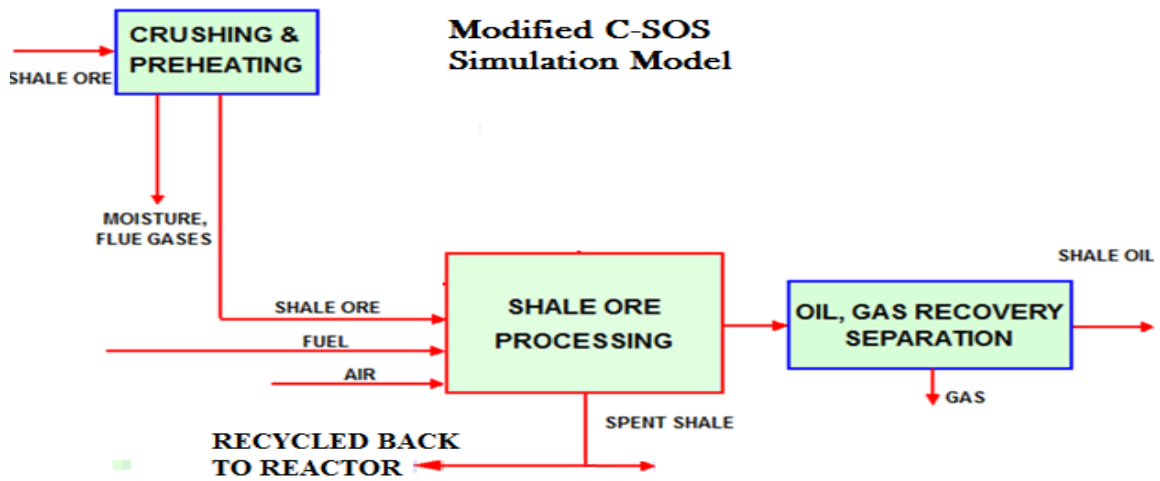 CRUSHING &
PREHEATING
Modified C-SOS
Simulation Model
SHALE ORE
MOISTURE,
FLUE GASES
SHALE ORE
FUEL
AIR
SHALE ORE
PROCESSING
SHALE OIL
OIL, GAS RECOVERY
SEPARATION
GAS
SPENT SHALE
RECYCLED BACK
TO REACTOR